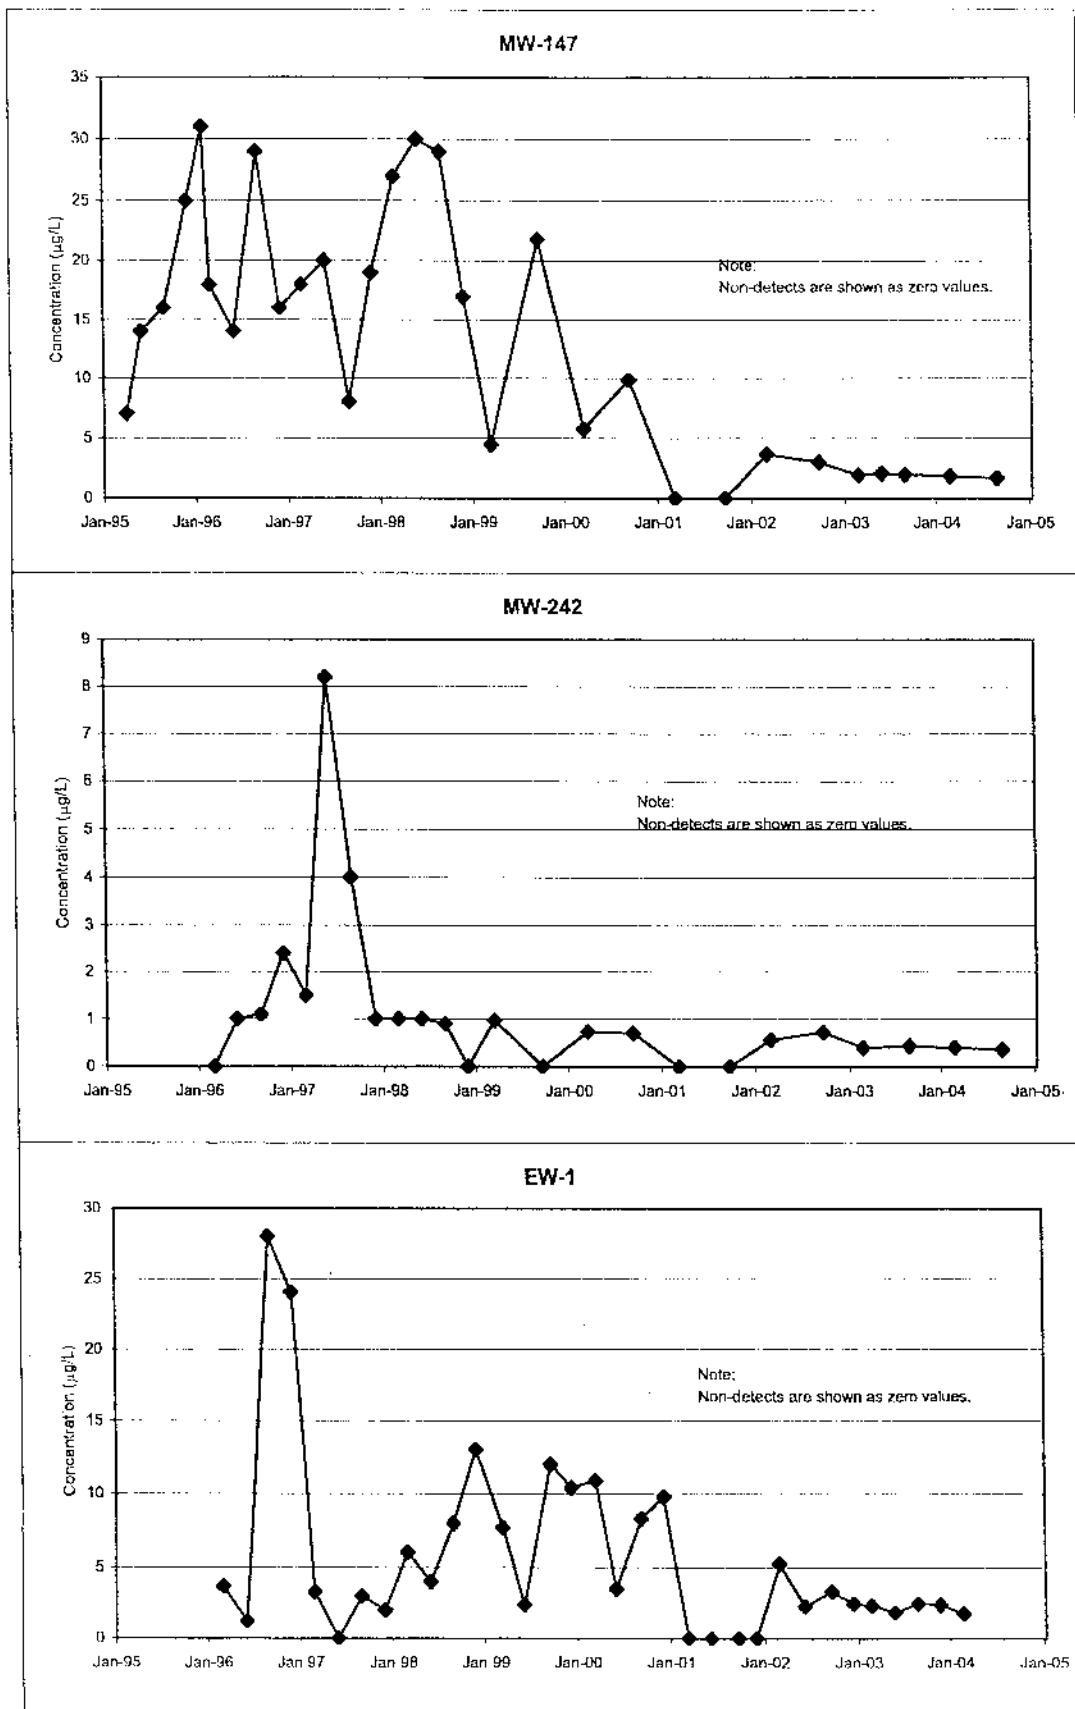 MW-147
35
30
25
20
15
10
5
0
Concentration (µg/L)
Note:
Non-detects are shown as zero values.
Jan-95 Jan-96 Jan-97 Jan-98 Jan-99 Jan-00 Jan-01 Jan-02 Jan-03 Jan-04 Jan-05
MW-242
9
8
7
6
5
4
3
2
1
0
Concentration (µg/L)
Note:
Non-detects are shown as zero values.
Jan-95 Jan-96 Jan-97 Jan-98 Jan-99 Jan-00 Jan-01 Jan-02 Jan-03 Jan-04 Jan-05
EW-1
30
25
20
15
10
5
0
Concentration (µg/L)
Note:
Non-detects are shown as zero values.
Jan-95 Jan-96 Jan 97 Jan-98 Jan-99 Jan-00 Jan-01 Jan-02 Jan-03 Jan-04 Jan-05